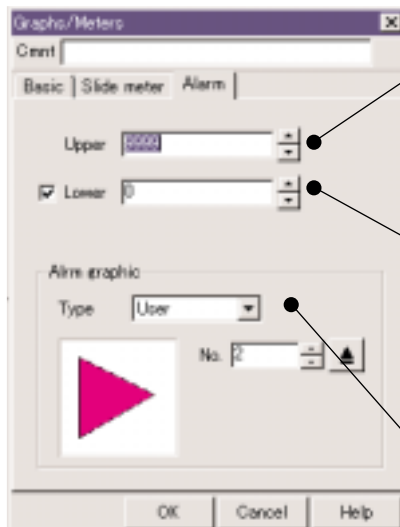 Graphs/Meters
Cmnt
Basic Slide meter Alarm
Upper 9999
Lower 0
Alrm graphic
Type User
No. 2
OK Cancel Help